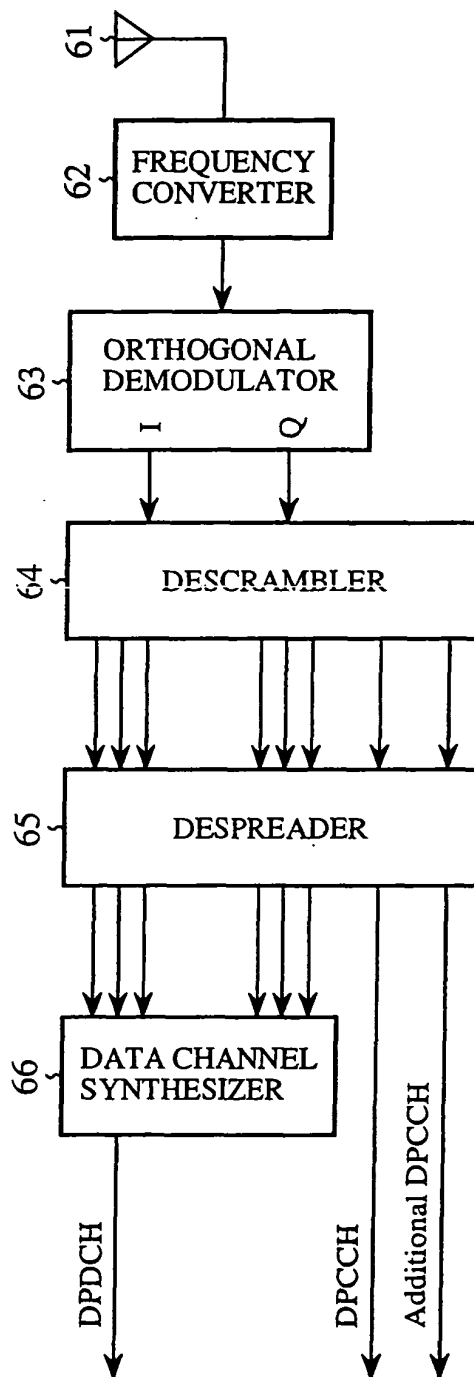 61
62
FREQUENCY
CONVERTER
63
ORTHOGONAL
DEMODULATOR
I
Q
64
DESCRAMBLER
65
DESPREADER
66
DATA CHANNEL
SYNTHESIZER
DPDCH
DPCCH
Additional DPCCH